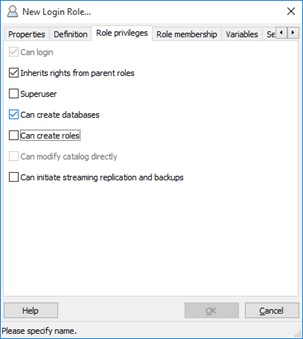 New Login Role...
Properties Definition Role privileges Role membership Variables Se
Can login
Inherits rights from parent roles
Superuser
Can create databases
Can create roles
Can modify catalog directly
Can initiate streaming replication and backups
Help OK Cancel
Please specify name.